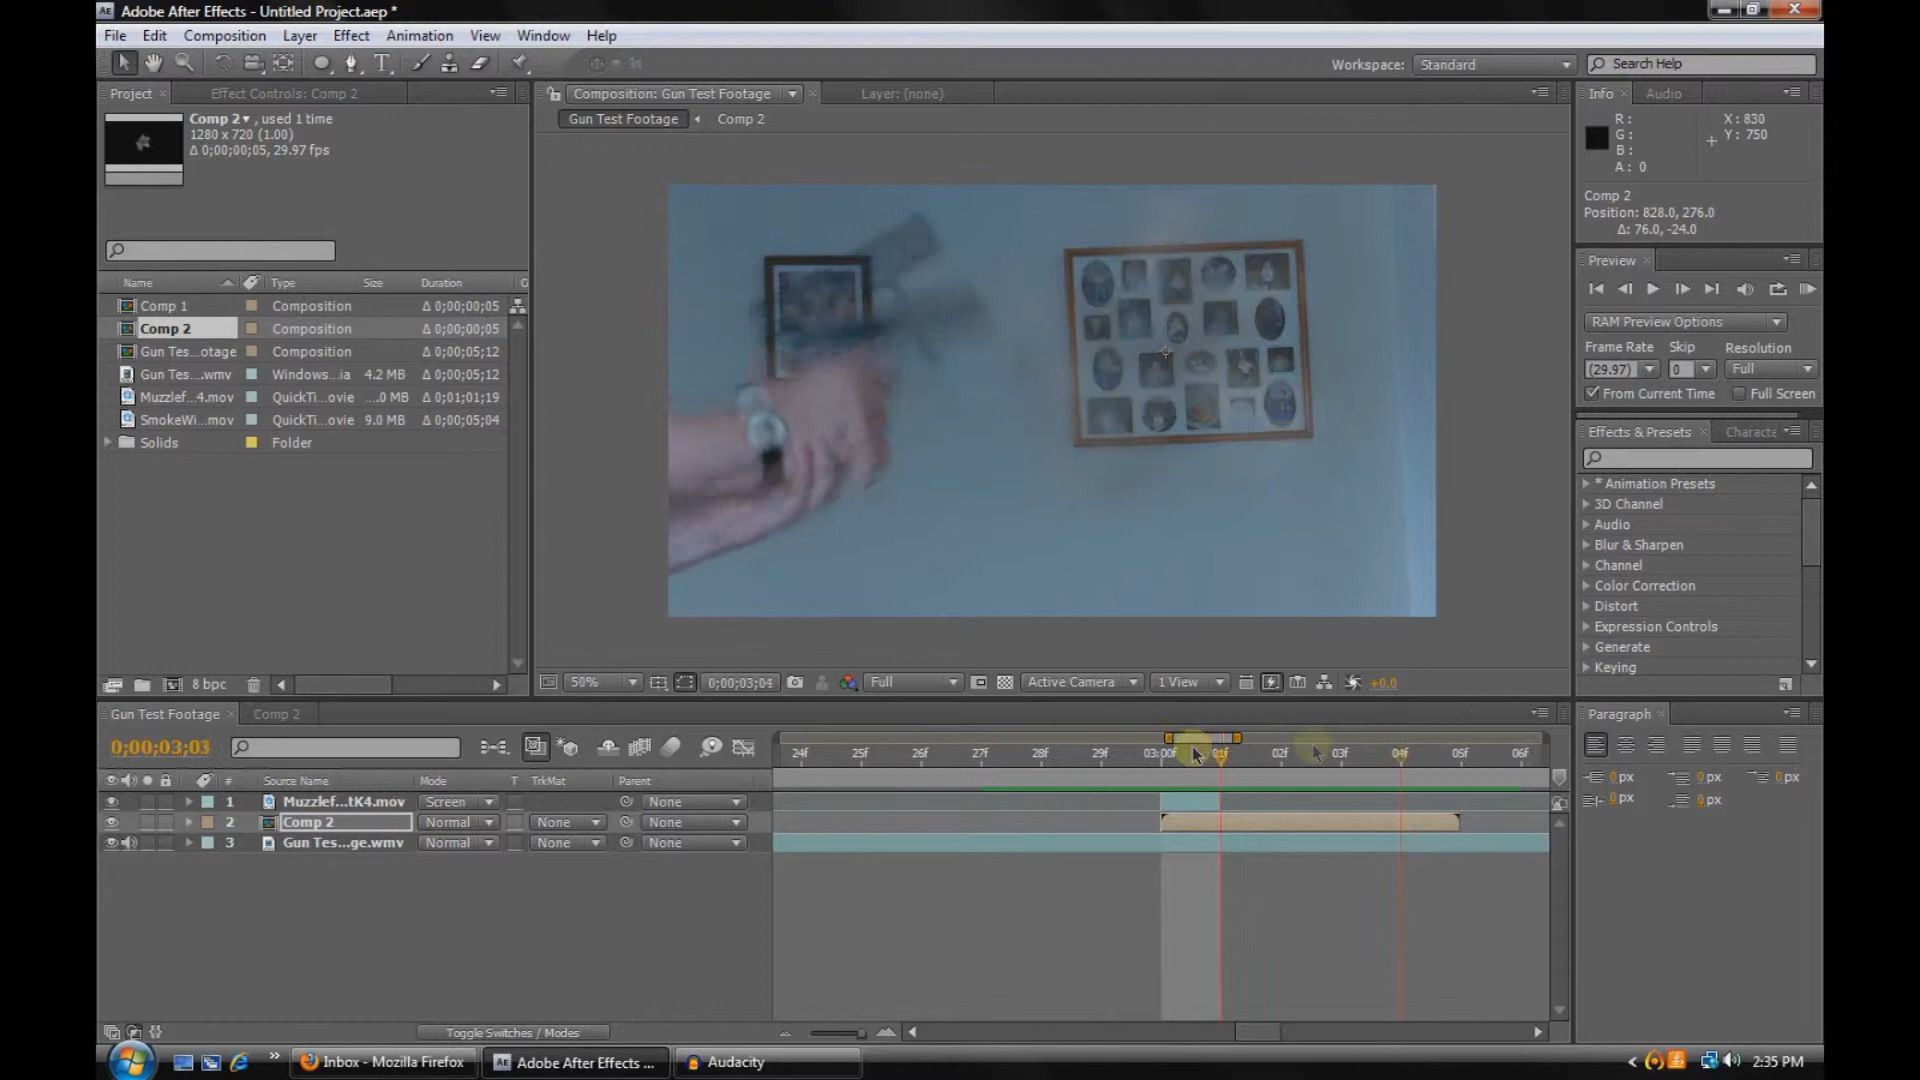 Adobe After Effects - Untitled Project.aep *
File Edit Composition Layer Effect Animation View Window Help
Workspace: Standard Search Help
Project Effect Controls: Comp 2
Composition: Gun Test Footage Layer: (none)
Info Audio
Comp 2 , used 1 time
1280 x 720 (1.00)
Δ 0;00;00;05, 29.97 fps
Gun Test Footage Comp 2
R :
G :
B :
A : 0
X : 830
Y : 750
Comp 2
Position: 828.0, 276.0
Δ: 76.0, -24.0
Preview
RAM Preview Options
Frame Rate Skip Resolution
(29.97) 0 Full
From Current Time Full Screen
Name Type Size Duration
Comp 1 Composition Δ 0;00;00;05
Comp 2 Composition Δ 0;00;00;05
Gun Tes...otage Composition Δ 0;00;05;12
Gun Tes....wmv Windows...ia 4.2 MB Δ 0;00;05;12
Muzzlef...4.mov QuickTi...ovie ....0 MB Δ 0;01;01;19
SmokeWi...mov QuickTi...ovie 9.0 MB Δ 0;00;05;04
Solids Folder
Effects & Presets Characte
* Animation Presets
3D Channel
Audio
Blur & Sharpen
Channel
Color Correction
Distort
Expression Controls
Generate
Keying
8 bpc
50% 0;00;03;04 Full Active Camera 1 View +0.0
Gun Test Footage Comp 2
0;00;03;03
24f 25f 26f 27f 28f 29f 03:00f 01f 02f 03f 04f 05f 06f
# Source Name Mode T TrkMat Parent
1 Muzzlef...tK4.mov Screen None
2 Comp 2 Normal None None
3 Gun Tes...ge.wmv Normal None None
Toggle Switches / Modes
Paragraph
0 px 0 px 0 px
0 px 0 px
Inbox - Mozilla Firefox Adobe After Effects ... Audacity 2:35 PM